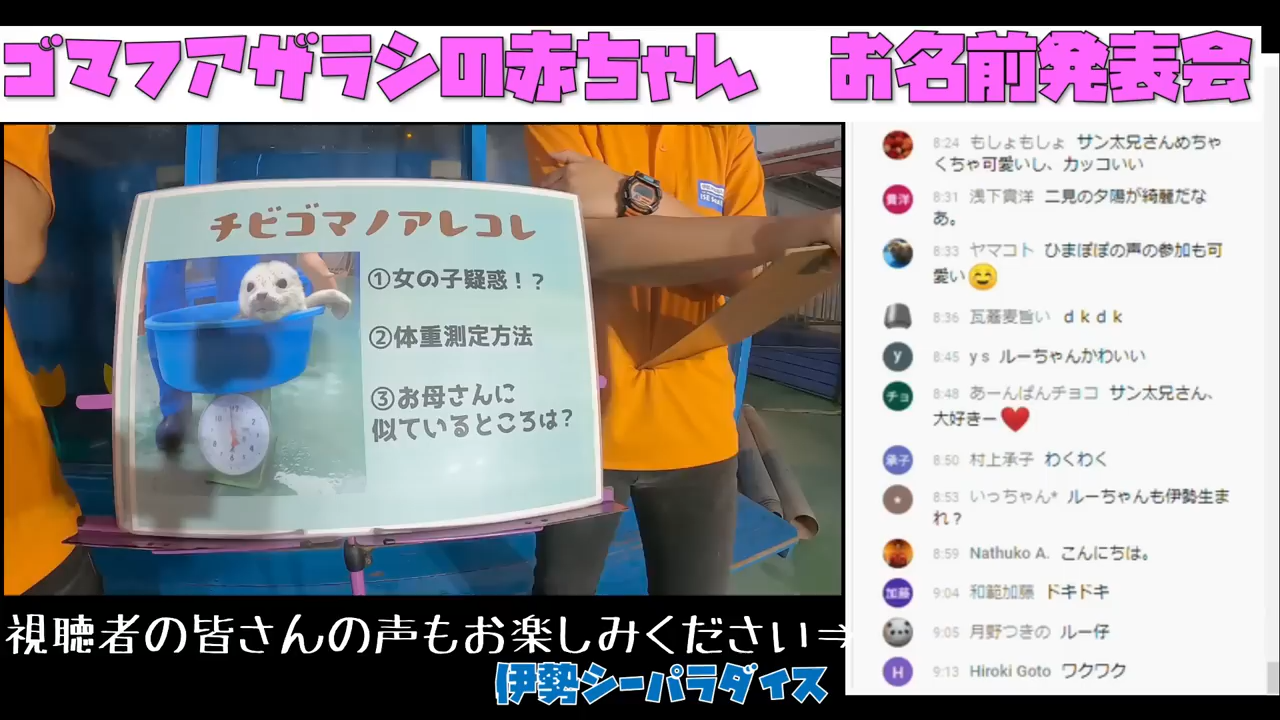 ゴマフアザラシの赤ちゃん　お名前発表会
チビゴマノアレコレ
①女の子疑惑！？
②体重測定方法
③お母さんに
似ているところは？
視聴者の皆さんの声もお楽しみください⇒
伊勢シーパラダイス
8:24 もしょもしょ サン太兄さんめちゃ
くちゃ可愛いし、カッコいい
貴洋 8:31 浅下貴洋 二見の夕陽が綺麗だな
あ。
8:33 ヤマコト ひまぽぽの声の参加も可
愛い😊
8:36 瓦蕎麦旨い ｄｋｄｋ
y 8:45 y s ルーちゃんかわいい
チョ 8:48 あーんぱんチョコ サン太兄さん、
大好きー❤
承子 8:50 村上承子 わくわく
* 8:53 いっちゃん* ルーちゃんも伊勢生ま
れ？
8:59 Nathuko A. こんにちは。
加藤 9:04 和範加藤 ドキドキ
9:05 月野つきの ルー仔
H 9:13 Hiroki Goto ワクワク